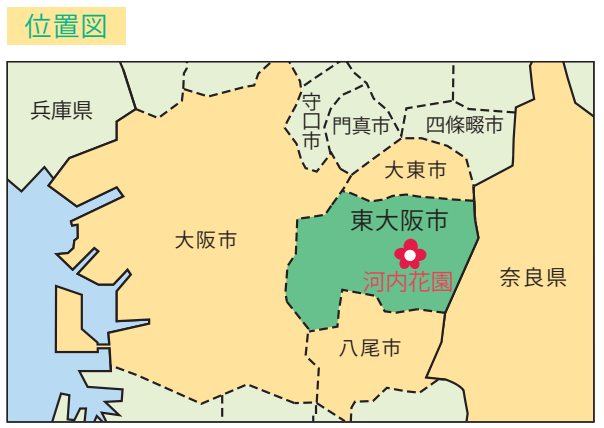 位置図
兵庫県
守口市
門真市
四條畷市
大東市
東大阪市
大阪市
河内花園
奈良県
八尾市